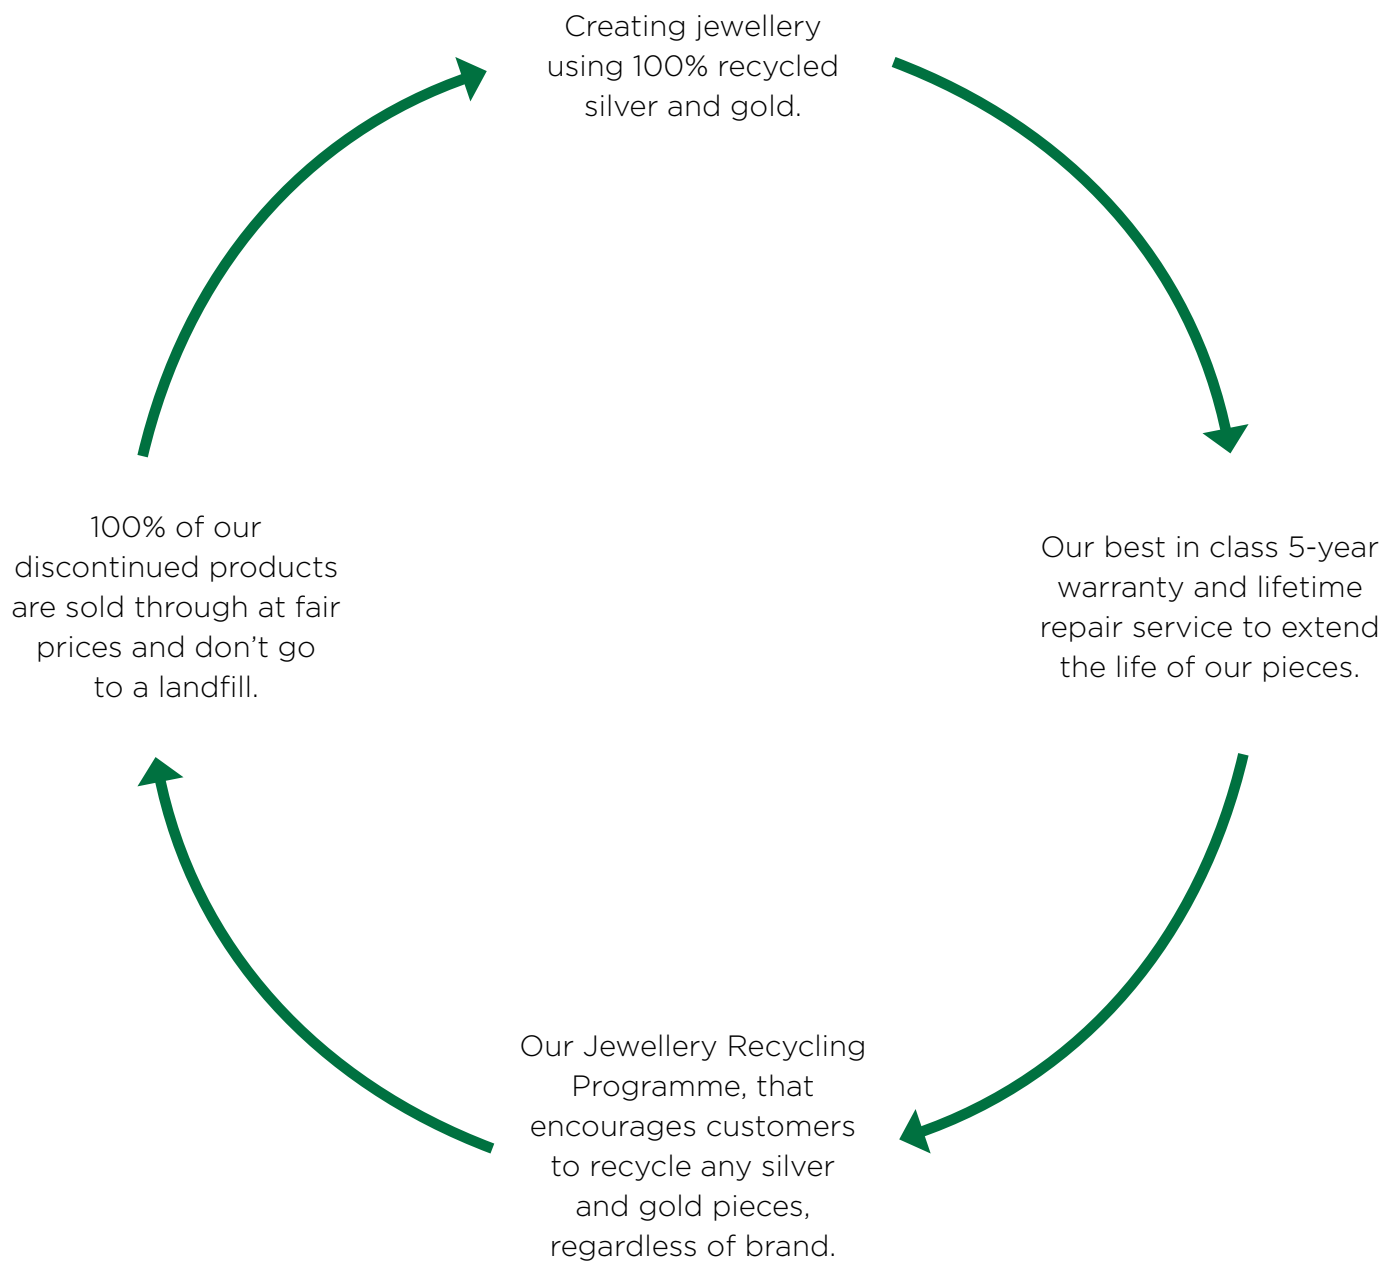 Creating jewellery
using 100% recycled
silver and gold.
Our best in class 5-year
warranty and lifetime
repair service to extend
the life of our pieces.
Our Jewellery Recycling
Programme, that
encourages customers
to recycle any silver
and gold pieces,
regardless of brand.
100% of our
discontinued products
are sold through at fair
prices and don’t go
to a landfill.